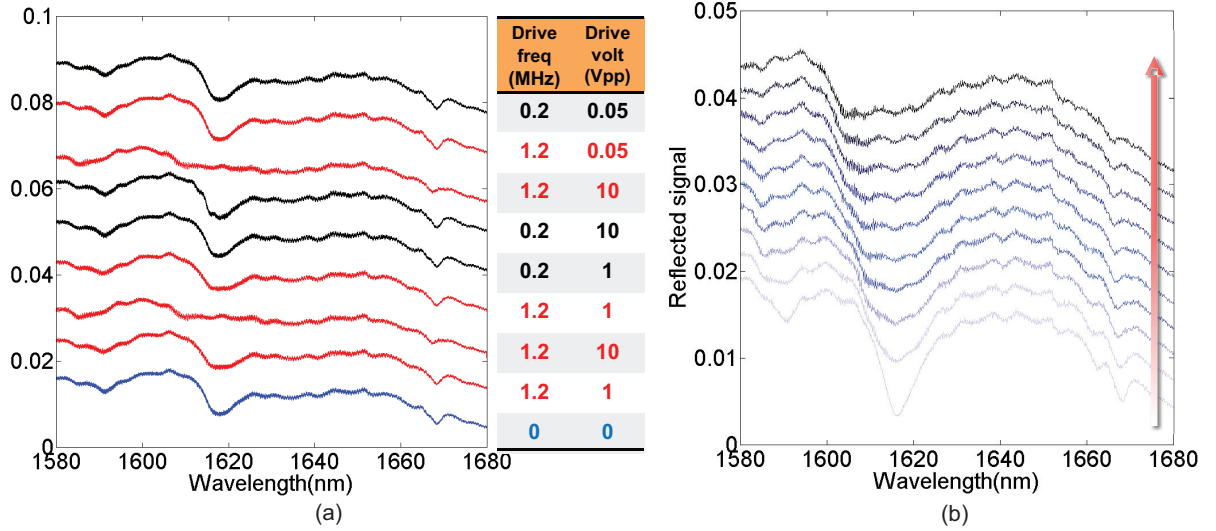 0.1
0.08
0.06
0.04
0.02
0
1580 1600 1620 1640 1660 1680
Wavelength(nm)
(a)
Drive Drive
freq volt
(MHz) (Vpp)
0.2 0.05
1.2 0.05
1.2 10
0.2 10
0.2 1
1.2 1
1.2 10
1.2 1
0 0
Reflected signal
0.05
0.04
0.03
0.02
0.01
0
1580 1600 1620 1640 1660 1680
Wavelength(nm)
(b)